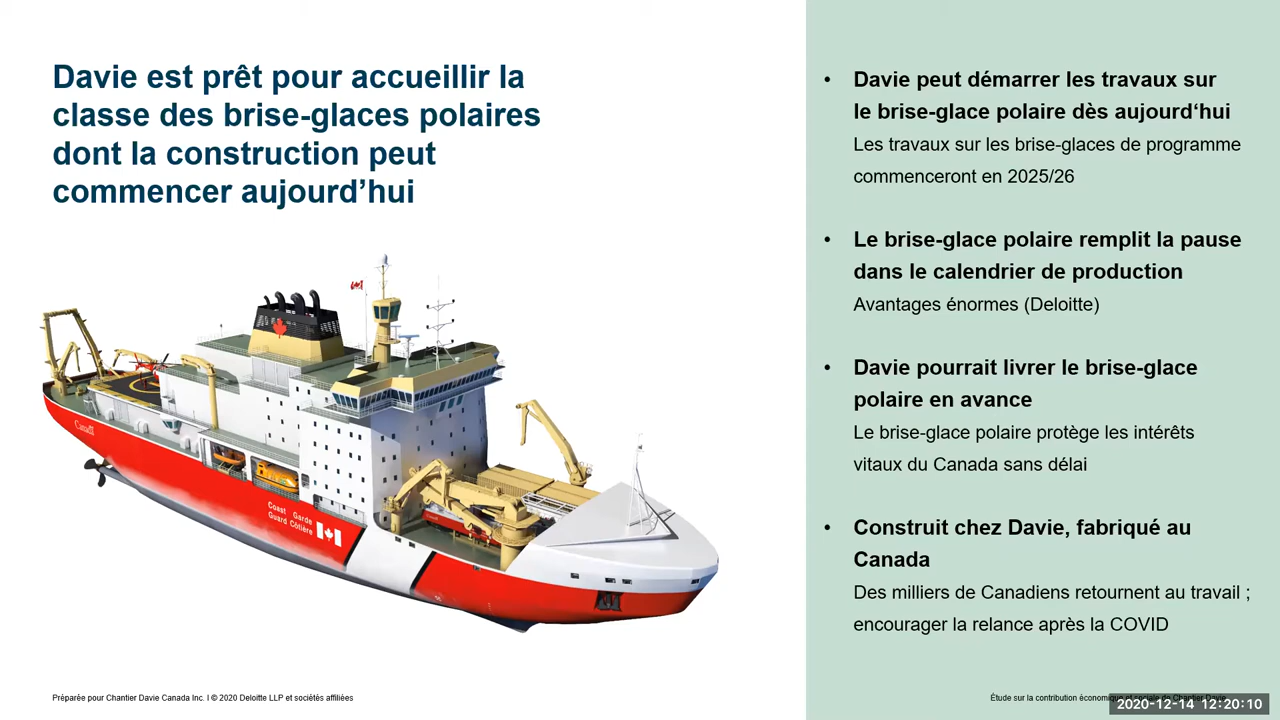 Davie est prêt pour accueillir la
classe des brise-glaces polaires
dont la construction peut
commencer aujourd’hui
Canada
Coast Garde
Guard Côtière
• Davie peut démarrer les travaux sur
le brise-glace polaire dès aujourd‘hui
Les travaux sur les brise-glaces de programme
commenceront en 2025/26
• Le brise-glace polaire remplit la pause
dans le calendrier de production
Avantages énormes (Deloitte)
• Davie pourrait livrer le brise-glace
polaire en avance
Le brise-glace polaire protège les intérêts
vitaux du Canada sans délai
• Construit chez Davie, fabriqué au
Canada
Des milliers de Canadiens retournent au travail ;
encourager la relance après la COVID
Préparée pour Chantier Davie Canada Inc. I © 2020 Deloitte LLP et sociétés affiliées
Étude sur la contribution économique et sociale de Chantier Davie
2020-12-14 12:20:10